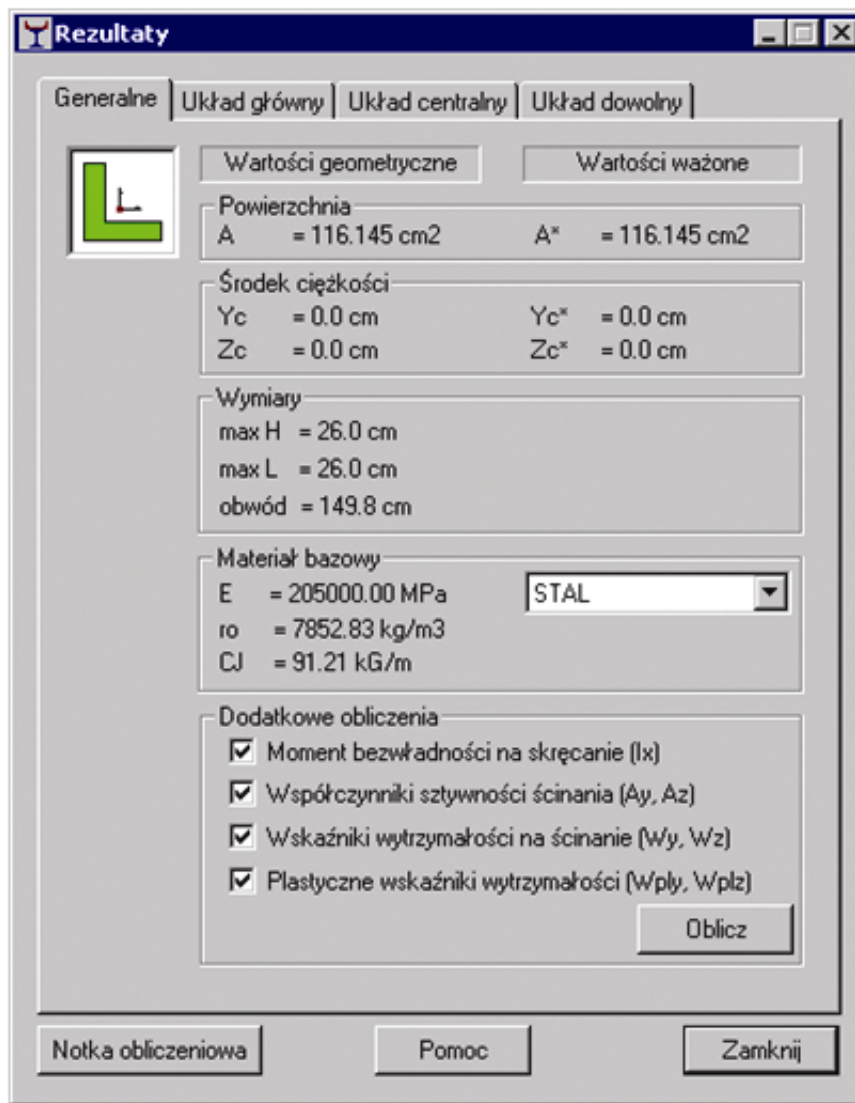 Rezultaty
Generalne Układ główny Układ centralny Układ dowolny
Wartości geometryczne Wartości ważone
Powierzchnia
A = 116.145 cm2 A* = 116.145 cm2
Środek ciężkości
Yc = 0.0 cm Yc* = 0.0 cm
Zc = 0.0 cm Zc* = 0.0 cm
Wymiary
max H = 26.0 cm
max L = 26.0 cm
obwód = 149.8 cm
Materiał bazowy
E = 205000.00 MPa STAL
ro = 7852.83 kg/m3
CJ = 91.21 kG/m
Dodatkowe obliczenia
Moment bezwładności na skręcanie (Ix)
Współczynniki sztywności ścinania (Ay, Az)
Wskaźniki wytrzymałości na ścinanie (Wy, Wz)
Plastyczne wskaźniki wytrzymałości (Wply, Wplz)
Oblicz
Notka obliczeniowa Pomoc Zamknij